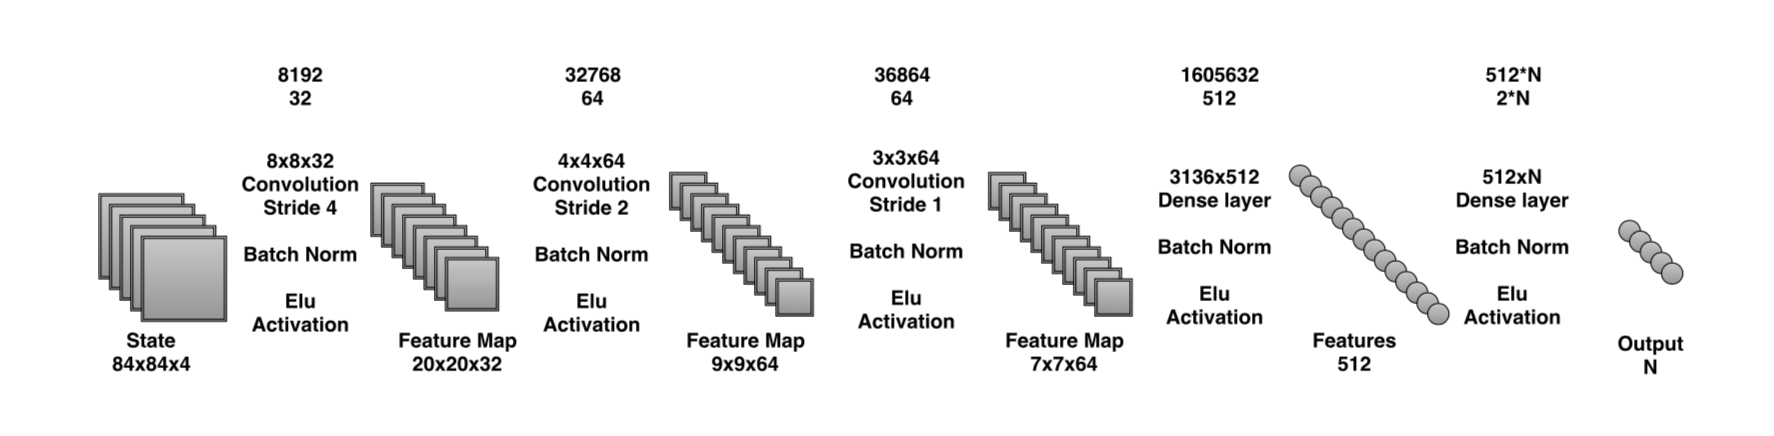 8192
32
32768
64
36864
64
1605632
512
512*N
2*N
8x8x32
Convolution
Stride 4
Batch Norm
Elu
Activation
4x4x64
Convolution
Stride 2
Batch Norm
Elu
Activation
3x3x64
Convolution
Stride 1
Batch Norm
Elu
Activation
3136x512
Dense layer
Batch Norm
Elu
Activation
512xN
Dense layer
Batch Norm
Elu
Activation
State
84x84x4
Feature Map
20x20x32
Feature Map
9x9x64
Feature Map
7x7x64
Features
512
Output
N